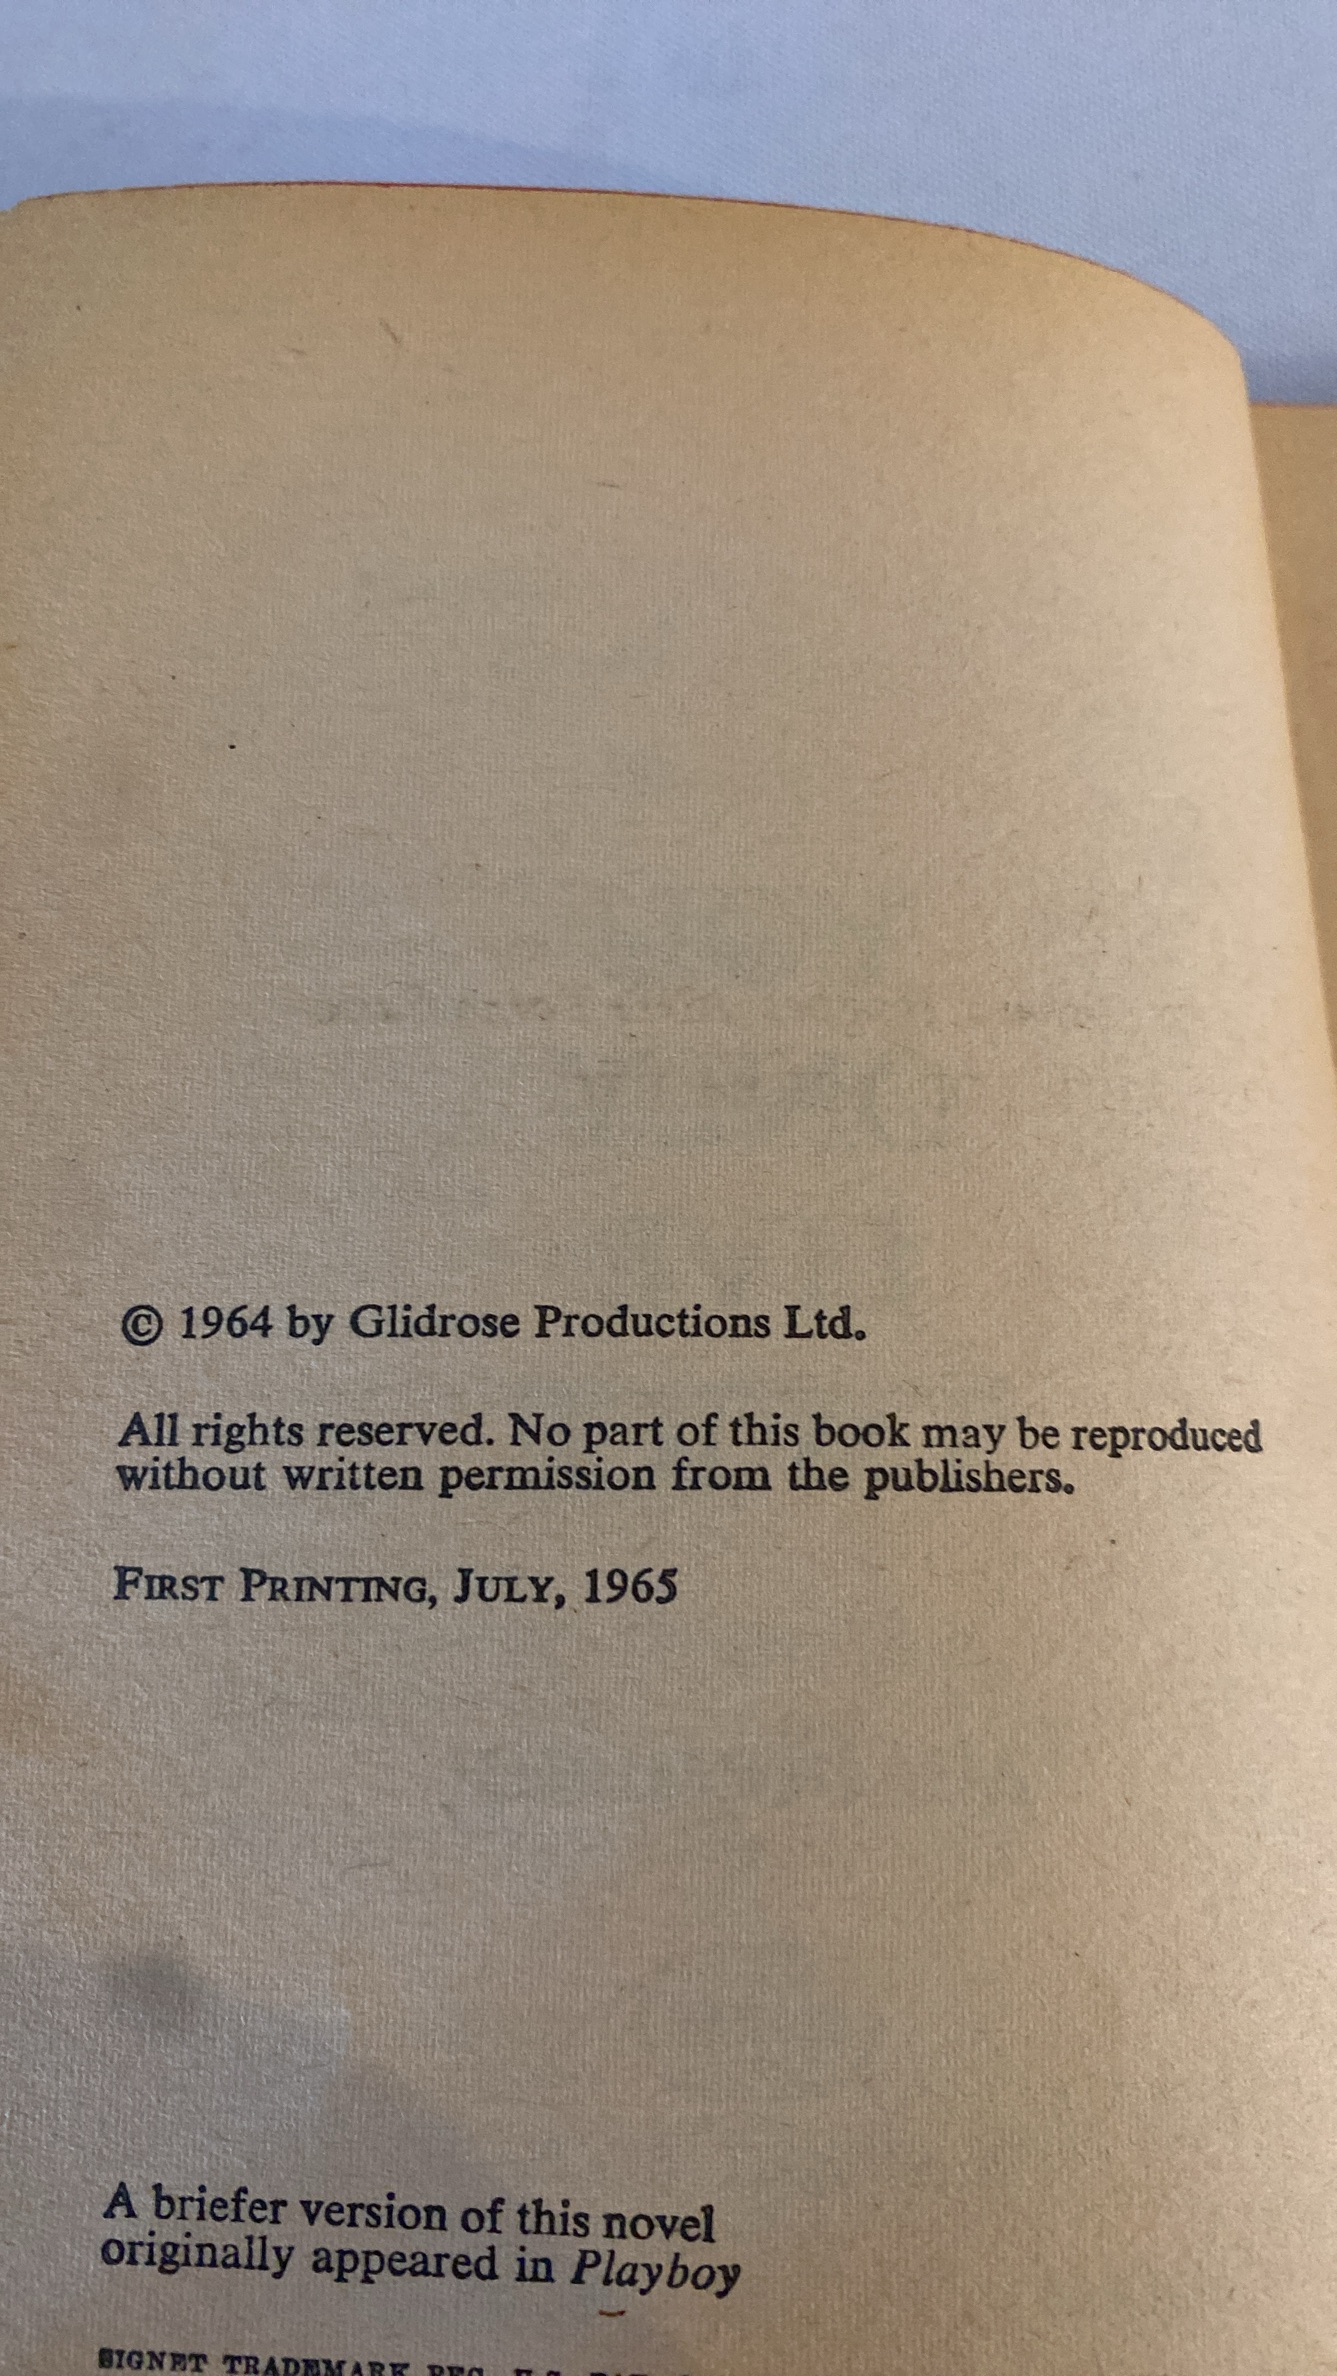 © 1964 by Glidrose Productions Ltd.
All rights reserved. No part of this book may be reproduced
without written permission from the publishers.
FIRST PRINTING, JULY, 1965
A briefer version of this novel
originally appeared in Playboy
SIGNET TRADEMARK REG. U.S.